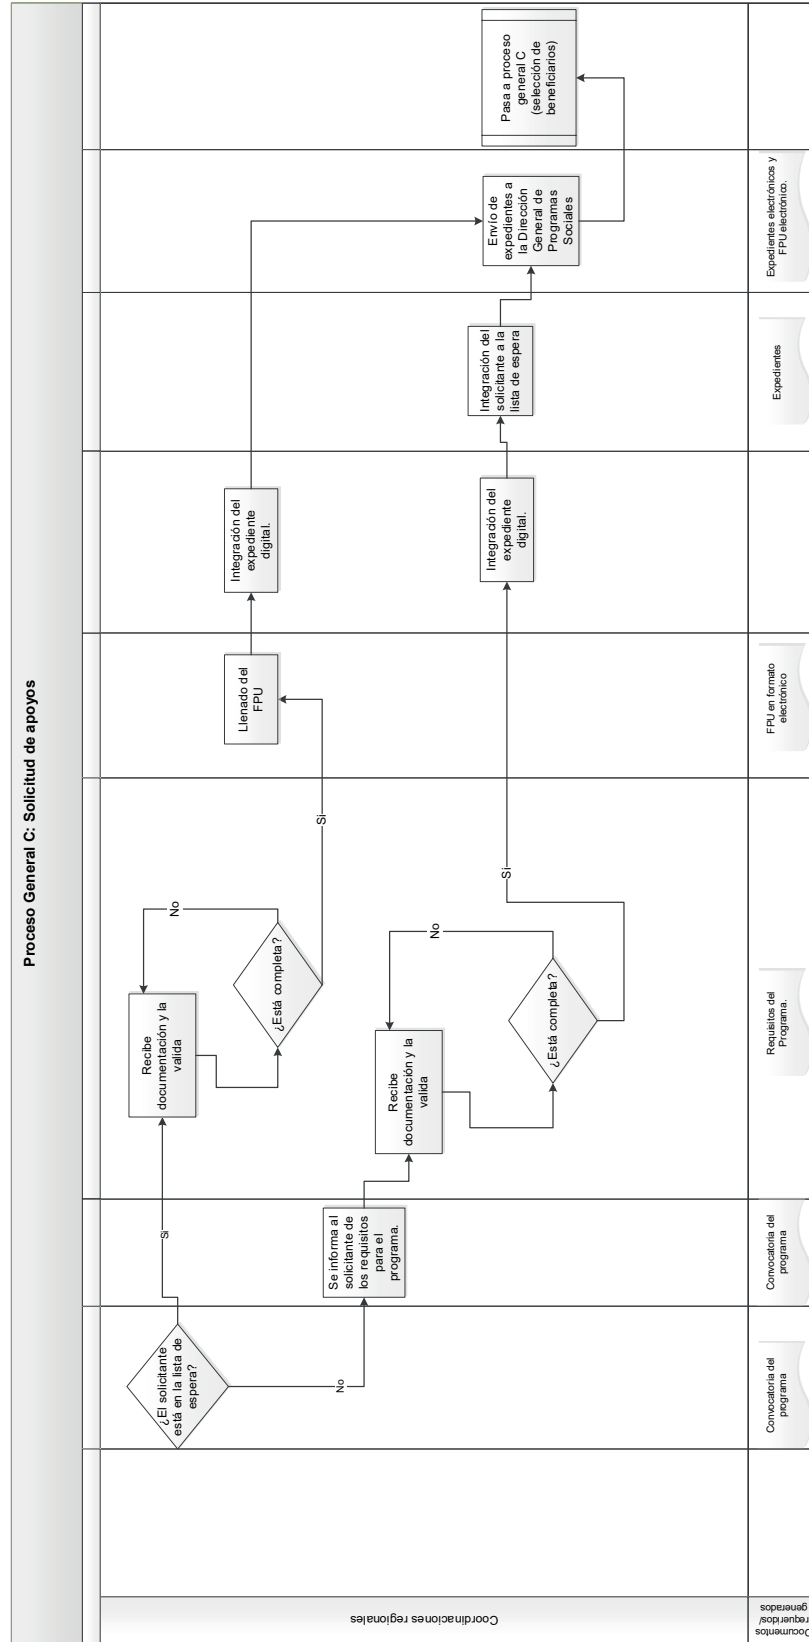 Proceso General C: Solicitud de apoyos
Coordinaciones regionales
¿El solicitante
está en la lista de
espera?
Si
No
Se informa al
solicitante de
los requisitos
para el
programa.
Recibe
documentación y la
valida
¿Está completa?
No
Si
Recibe
documentación y la
valida
¿Está completa?
No
Si
Llenado del
FPU
Integración del
expediente
digital.
Integración del
expediente
digital.
Integración del
solicitante a la
lista de espera
Envío de
expedientes a
la Dirección
General de
Programas
Sociales
Pasa a proceso
general C
(selección de
beneficiarios)
Documentos
requeridos/
generados
Convocatoria del
programa
Convocatoria del
programa
Requisitos del
Programa.
FPU en formato
electrónico
Expedientes
Expedientes electrónicos y
FPU electrónico.